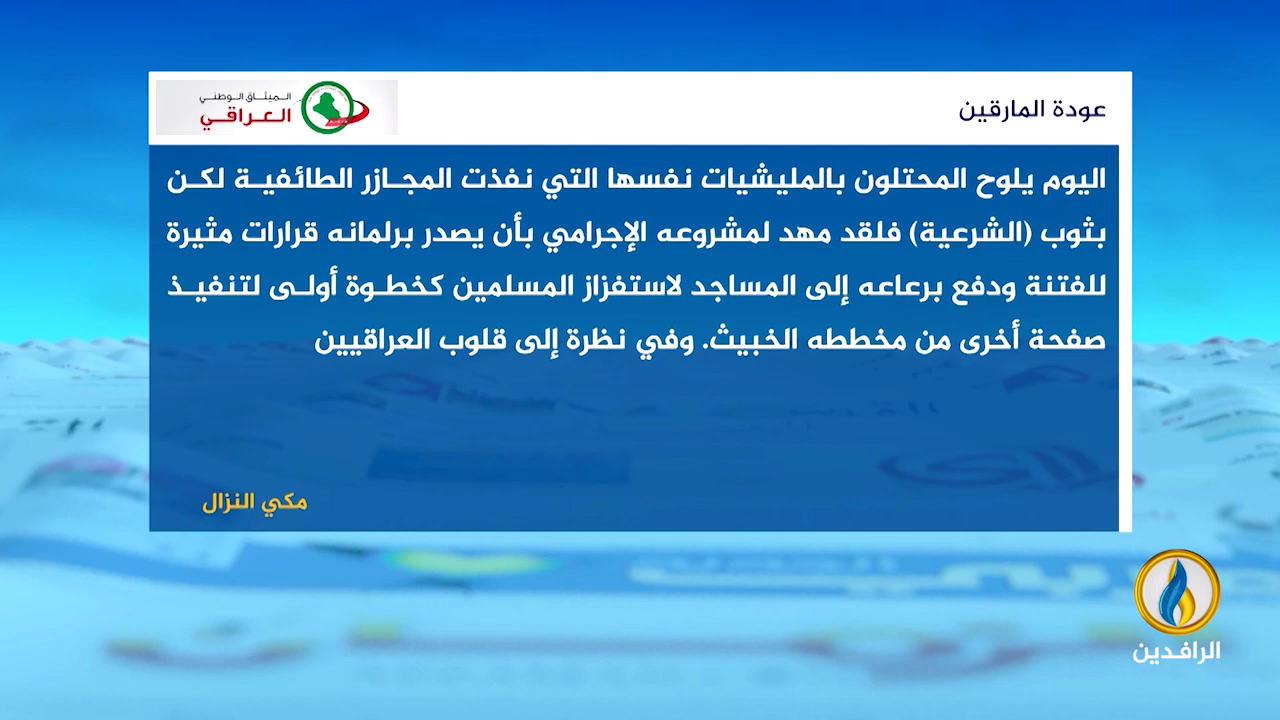 عودة المارقين
الميثاق الوطني
العراقي
اليوم يلوح المحتلون بالمليشيات نفسها التي نفذت المجازر الطائفية لكن
بثوب (الشرعية) فلقد مهد لمشروعه الإجرامي بأن يصدر برلمانه قرارات مثيرة
للفتنة ودفع برعاعه إلى المساجد لاستفزاز المسلمين كخطوة أولى لتنفيذ
صفحة أخرى من مخططه الخبيث. وفي نظرة إلى قلوب العراقيين
مكي النزال
الرافدين